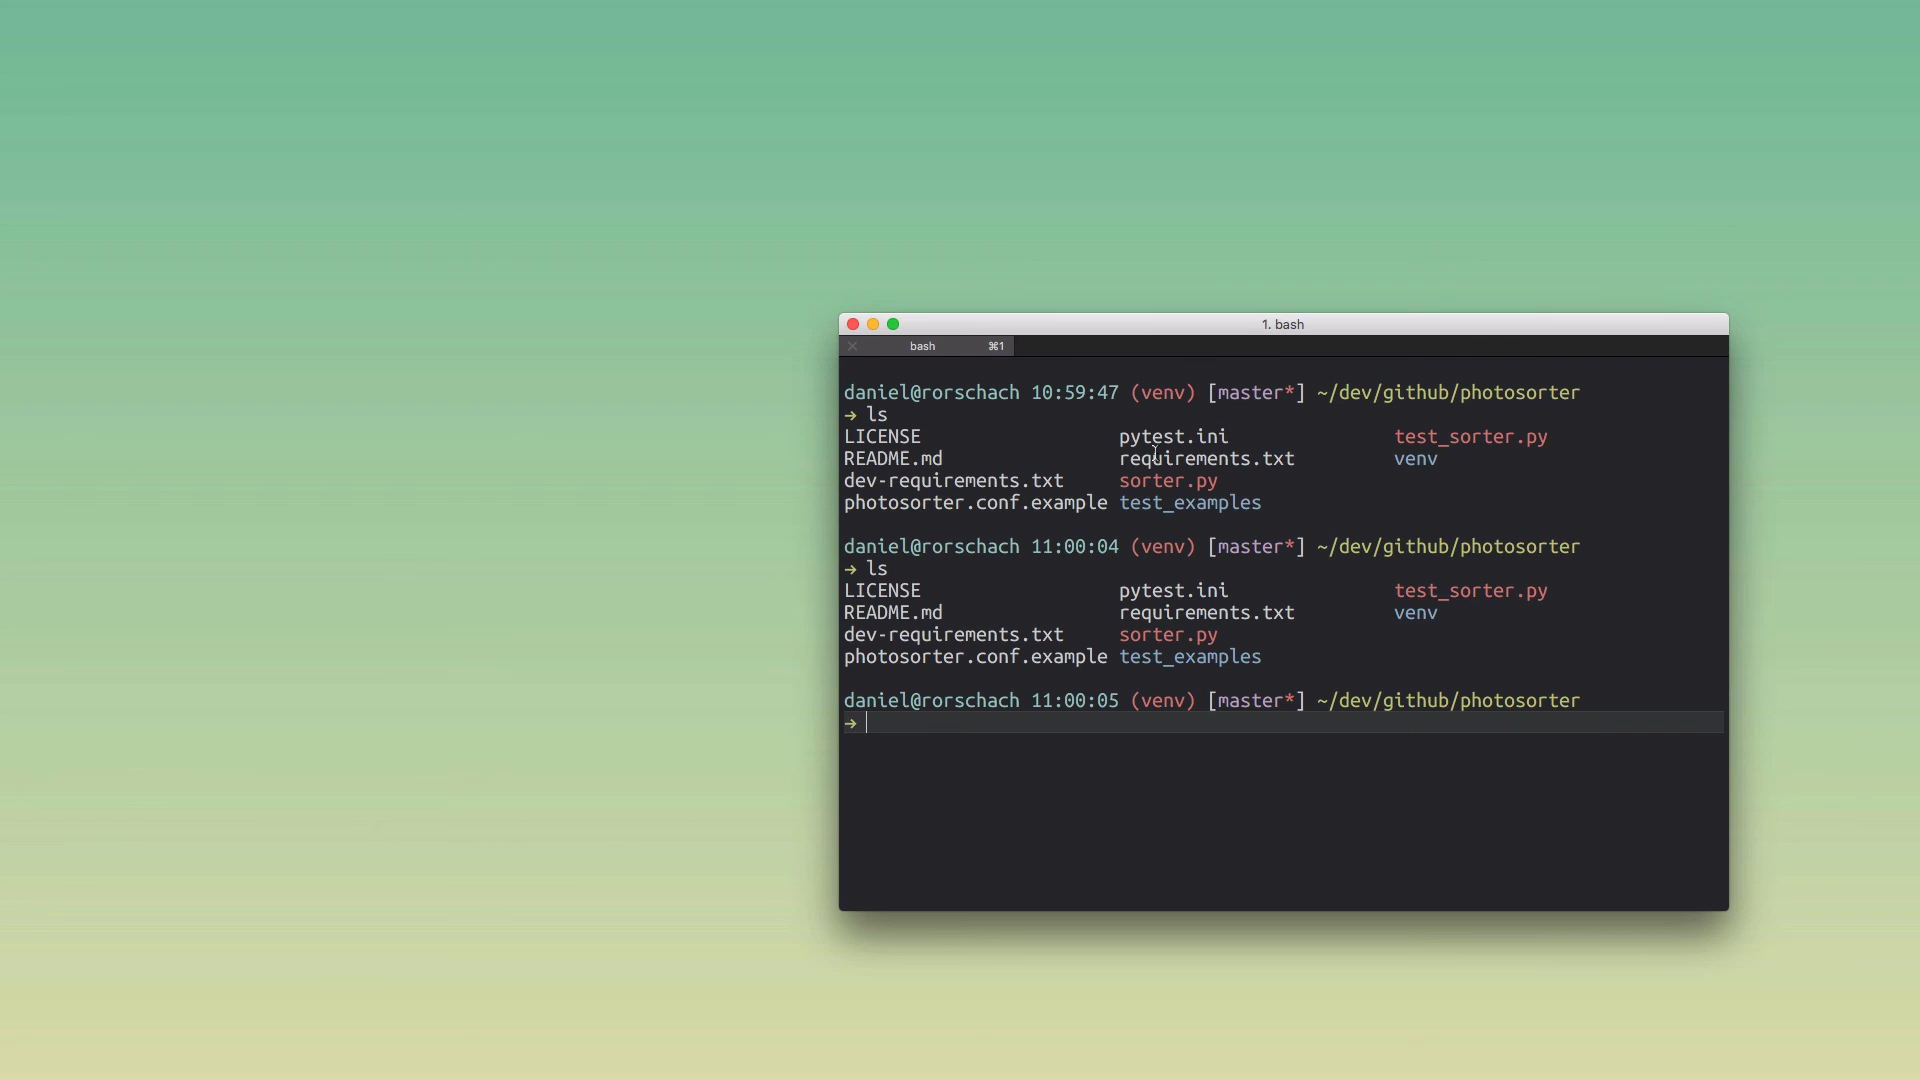 1. bash
bash ⌘1
daniel@rorschach 10:59:47 (venv) [master*] ~/dev/github/photosorter
→ ls
LICENSE pytest.ini test_sorter.py
README.md requirements.txt venv
dev-requirements.txt sorter.py
photosorter.conf.example test_examples
daniel@rorschach 11:00:04 (venv) [master*] ~/dev/github/photosorter
→ ls
LICENSE pytest.ini test_sorter.py
README.md requirements.txt venv
dev-requirements.txt sorter.py
photosorter.conf.example test_examples
daniel@rorschach 11:00:05 (venv) [master*] ~/dev/github/photosorter
→